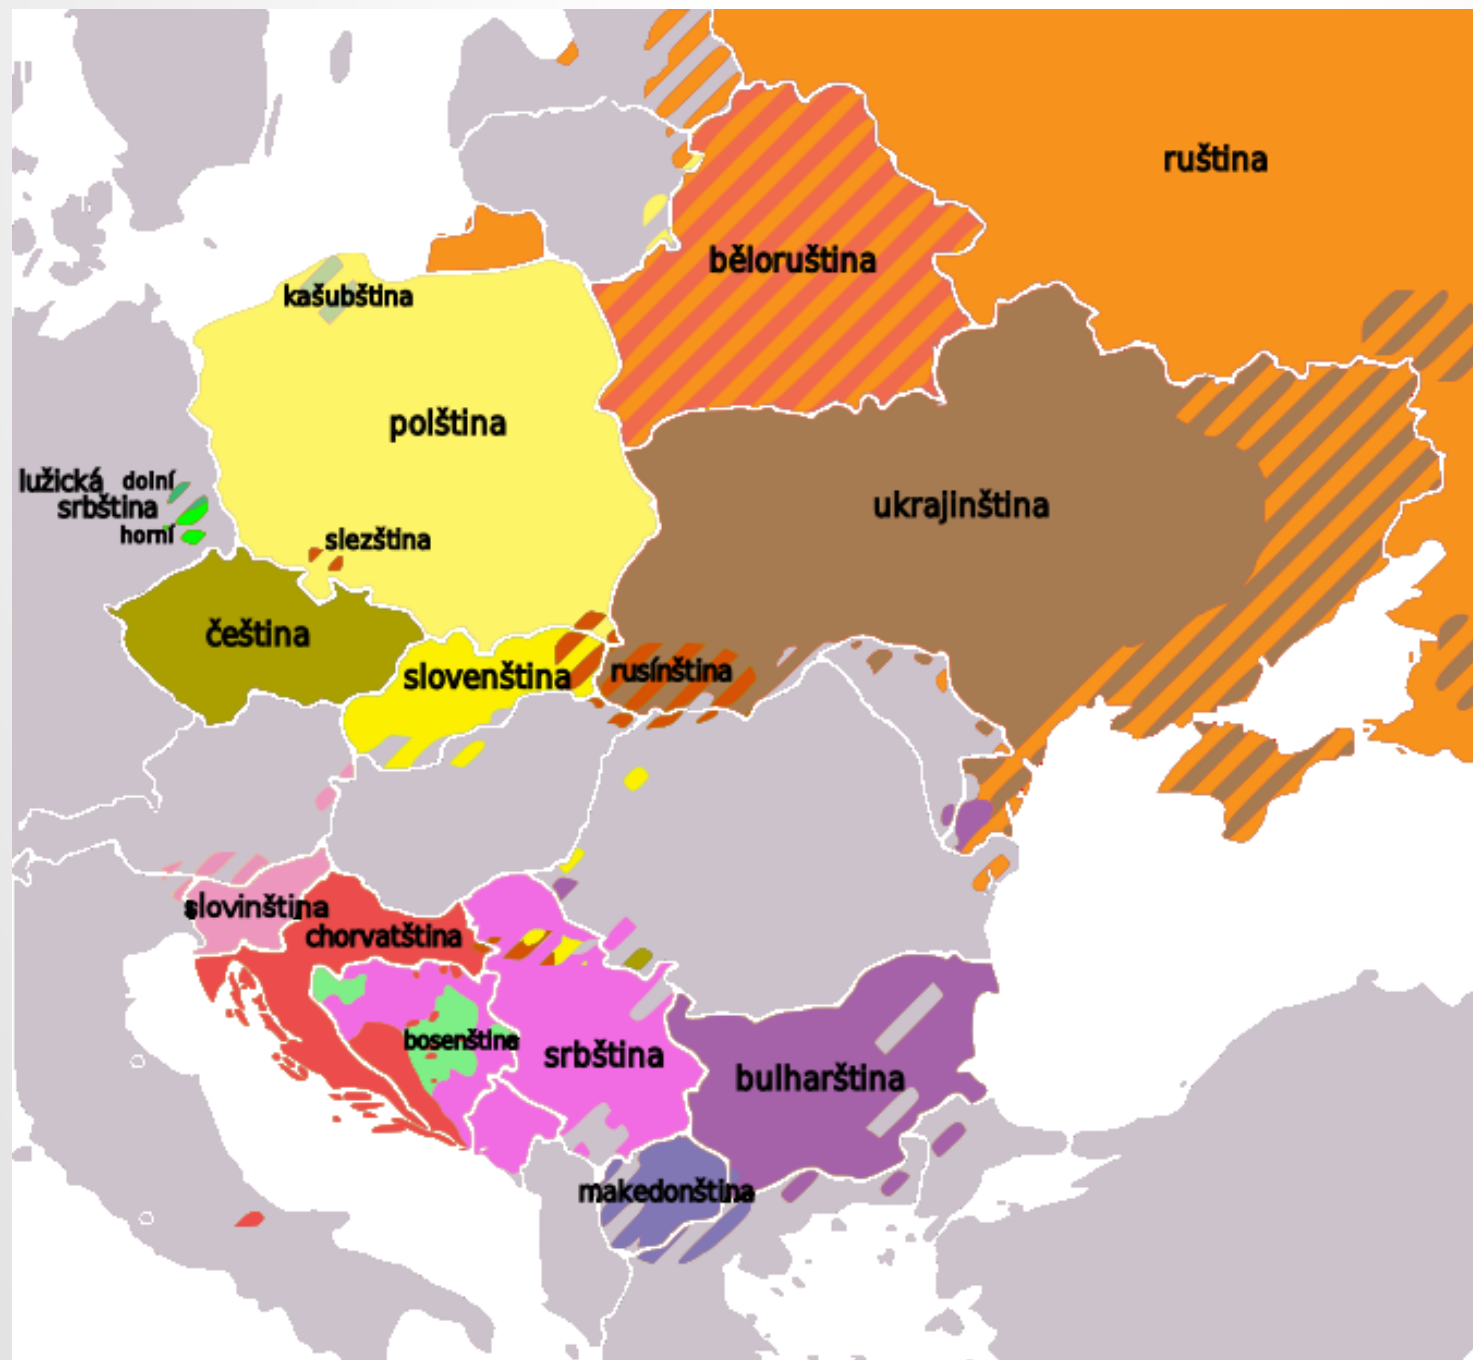 ruština
běloruština
kašubština
polština
lužická
srbština
dolní
horní
ukrajinština
slezština
čeština
slovenština
rusínština
slovinština
chorvatština
bosenština
srbština
bulharština
makedonština